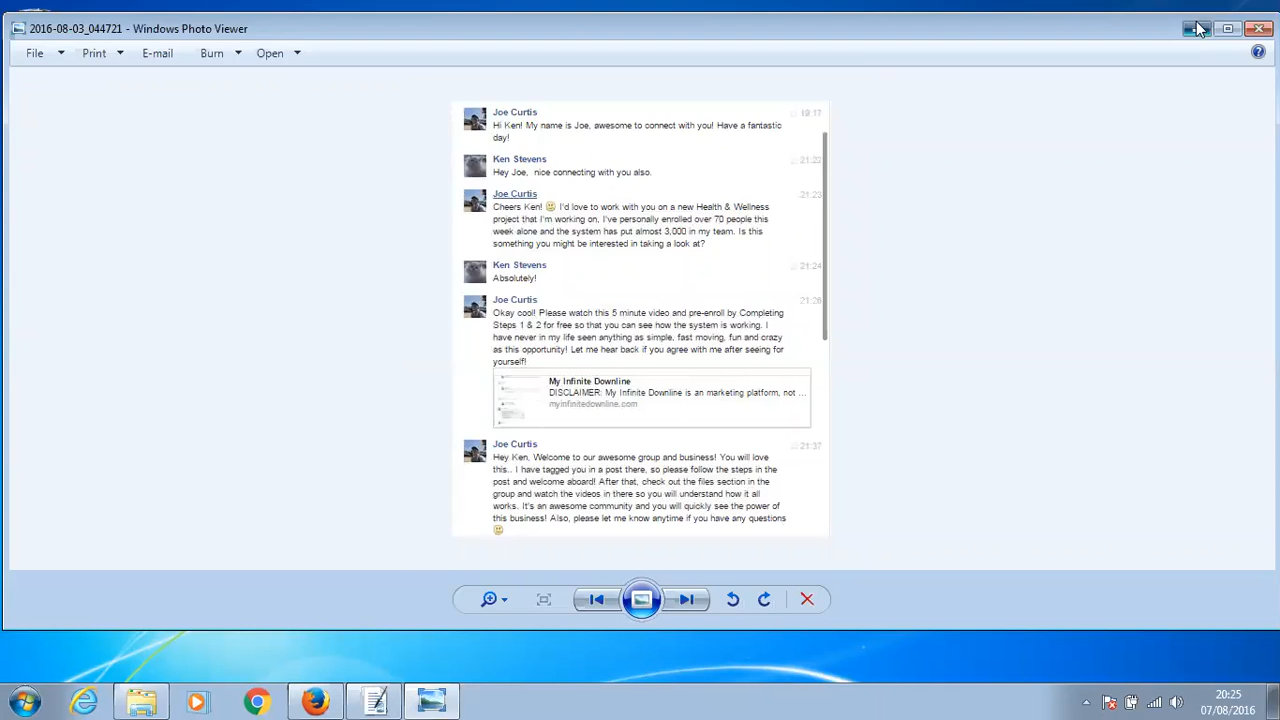 2016-08-03_044721 - Windows Photo Viewer
File Print E-mail Burn Open
Joe Curtis 19:17
Hi Ken! My name is Joe, awesome to connect with you! Have a fantastic
day!
Ken Stevens 21:22
Hey Joe, nice connecting with you also.
Joe Curtis 21:23
Cheers Ken! I'd love to work with you on a new Health & Wellness
project that I'm working on, I've personally enrolled over 70 people this
week alone and the system has put almost 3,000 in my team. Is this
something you might be interested in taking a look at?
Ken Stevens 21:24
Absolutely!
Joe Curtis 21:26
Okay cool! Please watch this 5 minute video and pre-enroll by Completing
Steps 1 & 2 for free so that you can see how the system is working. I
have never in my life seen anything as simple, fast moving, fun and crazy
as this opportunity! Let me hear back if you agree with me after seeing for
yourself!
My Infinite Downline
DISCLAIMER: My Infinite Downline is an marketing platform, not ...
myinfinitedownline.com
Joe Curtis 21:37
Hey Ken, Welcome to our awesome group and business! You will love
this.. I have tagged you in a post there, so please follow the steps in the
post and welcome aboard! After that, check out the files section in the
group and watch the videos in there so you will understand how it all
works. It's an awesome community and you will quickly see the power of
this business! Also, please let me know anytime if you have any questions
20:25
07/08/2016